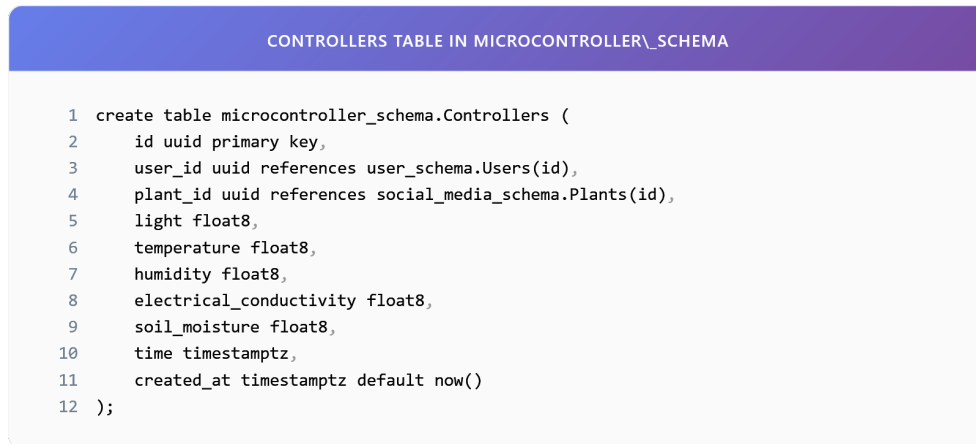 CONTROLLERS TABLE IN MICROCONTROLLER\_SCHEMA
1 create table microcontroller_schema.Controllers (
2 id uuid primary key,
3 user_id uuid references user_schema.Users(id),
4 plant_id uuid references social_media_schema.Plants(id),
5 light float8,
6 temperature float8,
7 humidity float8,
8 electrical_conductivity float8,
9 soil_moisture float8,
10 time timestamptz,
11 created_at timestamptz default now()
12 );